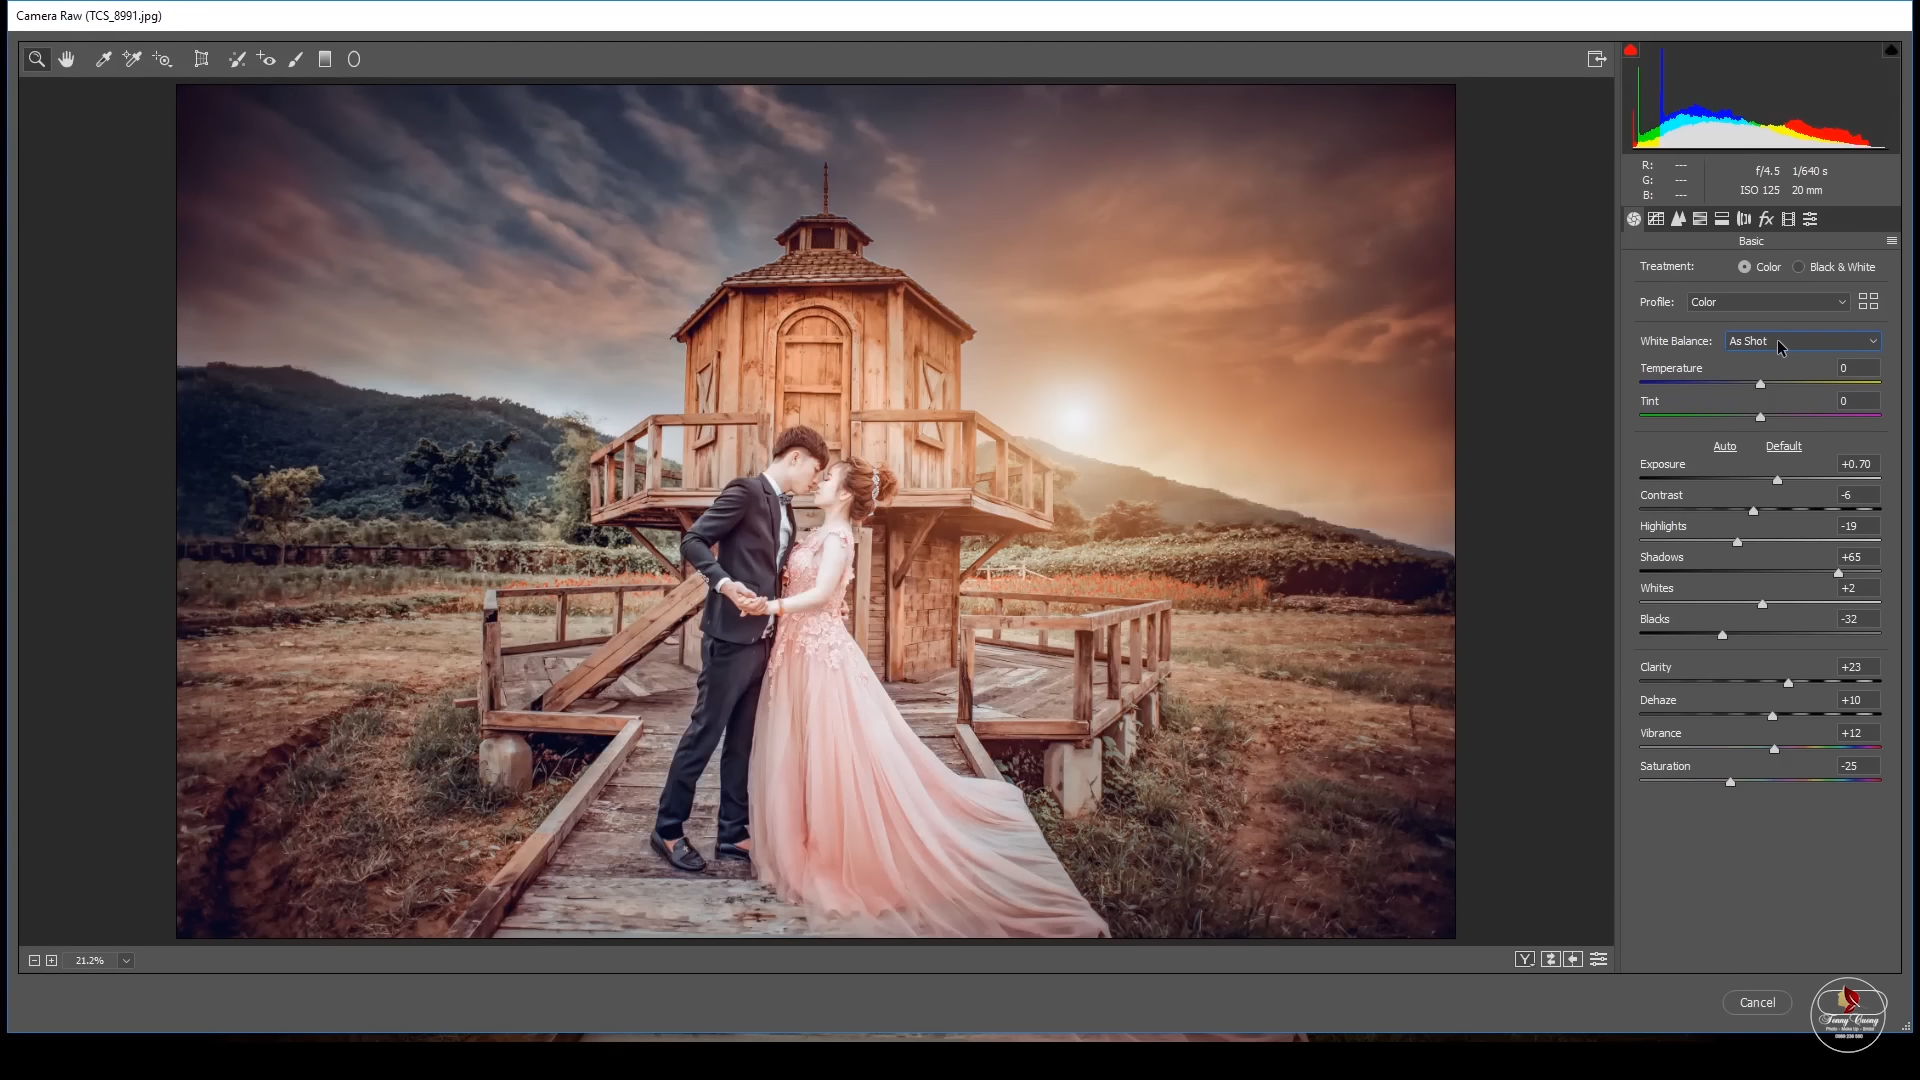 Camera Raw (TCS_8991.jpg)
R: ---
G: ---
B: ---
f/4.5 1/640 s
ISO 125 20 mm
fx
Basic
Treatment: Color Black & White
Profile: Color
White Balance: As Shot
Temperature 0
Tint 0
Auto Default
Exposure +0.70
Contrast -6
Highlights -19
Shadows +65
Whites +2
Blacks -32
Clarity +23
Dehaze +10
Vibrance +12
Saturation -25
21.2%
Y
Cancel